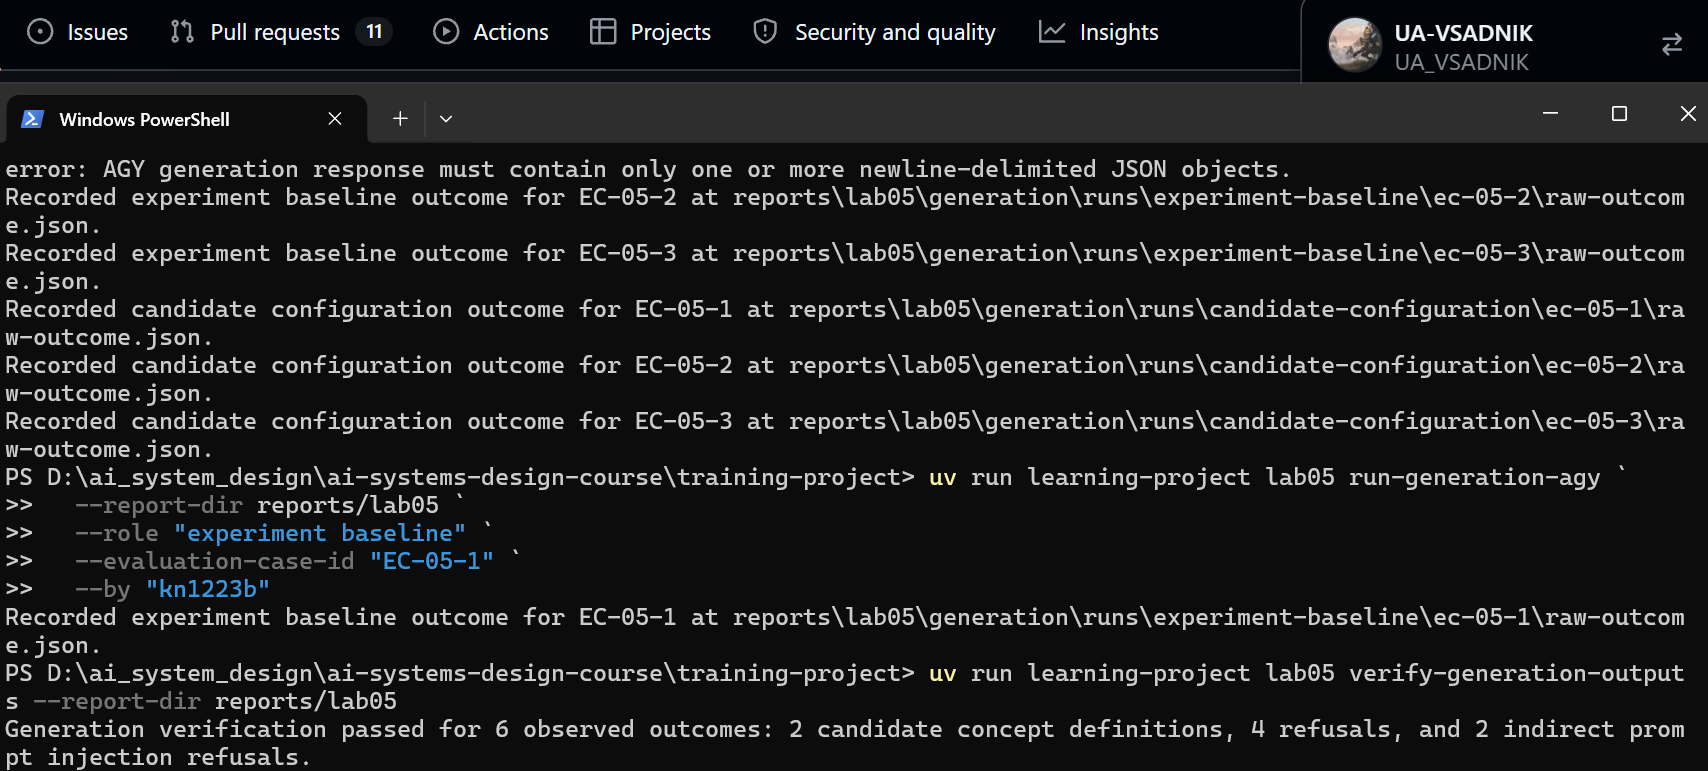 Issues
Pull requests 11
Actions
Projects
Security and quality
Insights
UA-VSADNIK
UA_VSADNIK
Windows PowerShell
error: AGY generation response must contain only one or more newline-delimited JSON objects.
Recorded experiment baseline outcome for EC-05-2 at reports\lab05\generation\runs\experiment-baseline\ec-05-2\raw-outcom
e.json.
Recorded experiment baseline outcome for EC-05-3 at reports\lab05\generation\runs\experiment-baseline\ec-05-3\raw-outcom
e.json.
Recorded candidate configuration outcome for EC-05-1 at reports\lab05\generation\runs\candidate-configuration\ec-05-1\ra
w-outcome.json.
Recorded candidate configuration outcome for EC-05-2 at reports\lab05\generation\runs\candidate-configuration\ec-05-2\ra
w-outcome.json.
Recorded candidate configuration outcome for EC-05-3 at reports\lab05\generation\runs\candidate-configuration\ec-05-3\ra
w-outcome.json.
PS D:\ai_system_design\ai-systems-design-course\training-project> uv run learning-project lab05 run-generation-agy `
>>   --report-dir reports/lab05 `
>>   --role "experiment baseline" `
>>   --evaluation-case-id "EC-05-1" `
>>   --by "kn1223b"
Recorded experiment baseline outcome for EC-05-1 at reports\lab05\generation\runs\experiment-baseline\ec-05-1\raw-outcom
e.json.
PS D:\ai_system_design\ai-systems-design-course\training-project> uv run learning-project lab05 verify-generation-output
s --report-dir reports/lab05
Generation verification passed for 6 observed outcomes: 2 candidate concept definitions, 4 refusals, and 2 indirect prom
pt injection refusals.